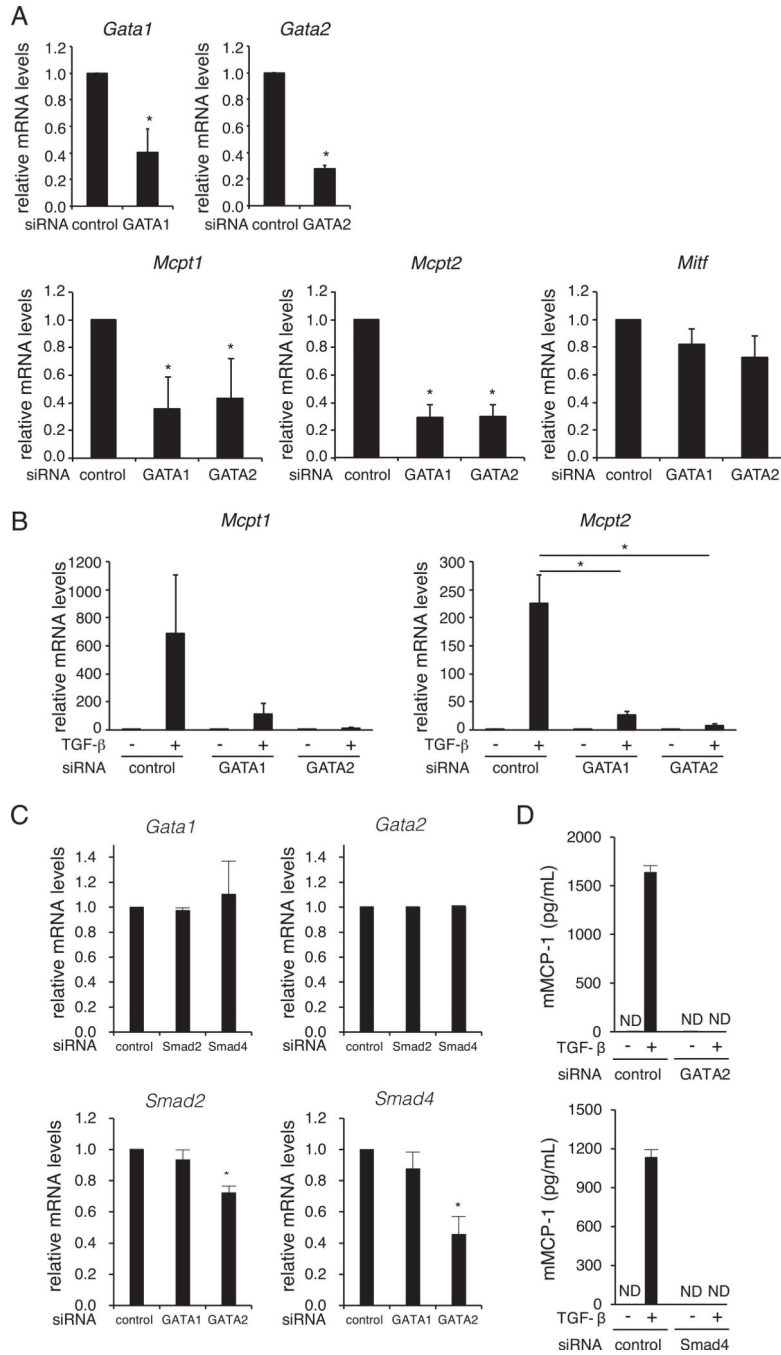 A
Gata1
Gata2
relative mRNA levels
1.2
1.0
0.8
0.6
0.4
0.2
0.0
*
siRNA control GATA1
relative mRNA levels
1.2
1.0
0.8
0.6
0.4
0.2
0.0
*
siRNA control GATA2
Mcpt1
Mcpt2
Mitf
relative mRNA levels
1.2
1.0
0.8
0.6
0.4
0.2
0.0
*
*
siRNA control GATA1 GATA2
relative mRNA levels
1.2
1.0
0.8
0.6
0.4
0.2
0.0
*
*
siRNA control GATA1 GATA2
relative mRNA levels
1.2
1.0
0.8
0.6
0.4
0.2
0.0
siRNA control GATA1 GATA2
B
Mcpt1
relative mRNA levels
1200
1000
800
600
400
200
0
TGF-β - + - + - +
siRNA control GATA1 GATA2
Mcpt2
relative mRNA levels
300
250
200
150
100
50
0
*
*
- + - + - +
control GATA1 GATA2
C
Gata1
relative mRNA levels
1.4
1.2
1.0
0.8
0.6
0.4
0.2
0.0
siRNA control Smad2 Smad4
Gata2
relative mRNA levels
1.4
1.2
1.0
0.8
0.6
0.4
0.2
0.0
siRNA control Smad2 Smad4
Smad2
relative mRNA levels
1.2
1.0
0.8
0.6
0.4
0.2
0
*
siRNA control GATA1 GATA2
Smad4
relative mRNA levels
1.2
1.0
0.8
0.6
0.4
0.2
0
*
siRNA control GATA1 GATA2
D
mMCP-1 (pg/mL)
2000
1500
1000
500
0
ND
ND ND
TGF- β - + - +
siRNA control GATA2
mMCP-1 (pg/mL)
1500
1200
900
600
300
0
ND
ND ND
TGF- β - + - +
siRNA control Smad4